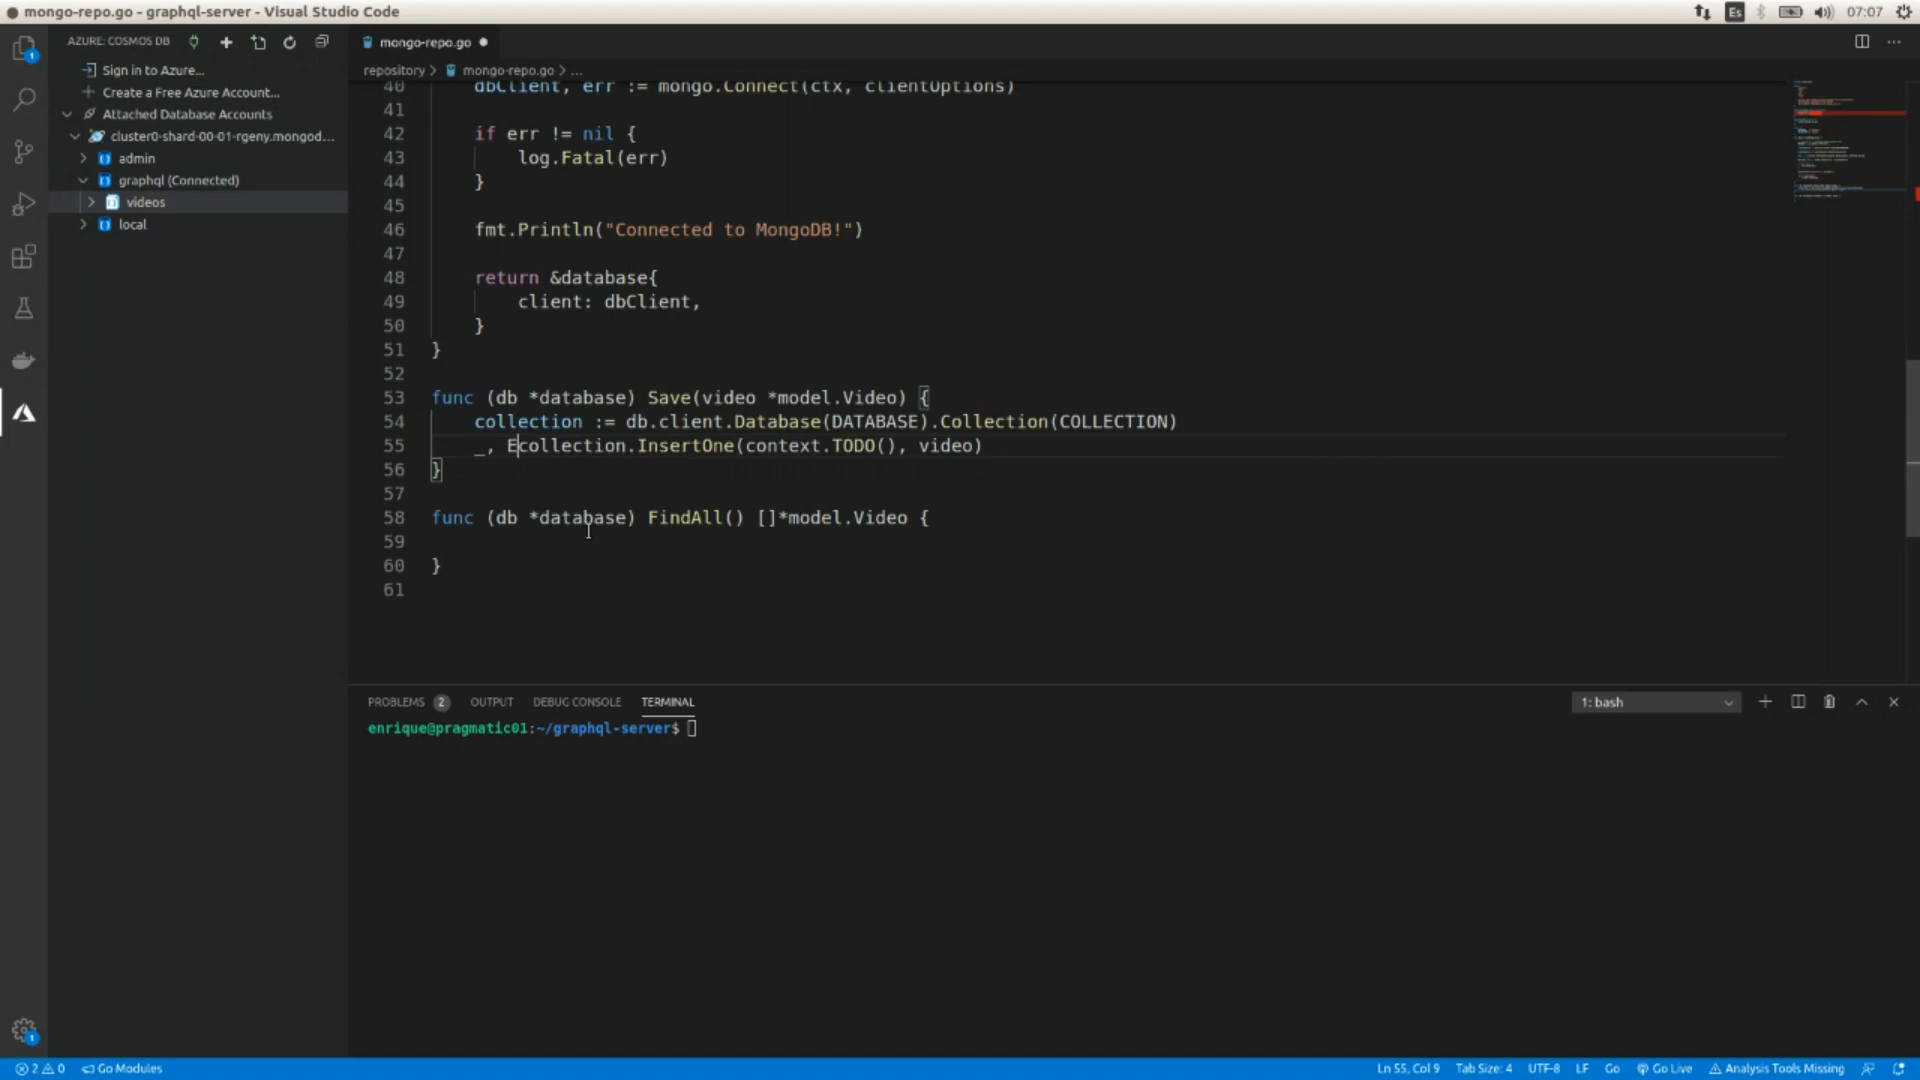 mongo-repo.go - graphql-server - Visual Studio Code
Es
07:07
AZURE: COSMOS DB
Sign in to Azure...
Create a Free Azure Account...
Attached Database Accounts
cluster0-shard-00-01-rgeny.mongod...
admin
graphql (Connected)
videos
local
1
1
mongo-repo.go
repository > mongo-repo.go > ...
40 dbClient, err := mongo.Connect(ctx, clientOptions)
41
42 if err != nil {
43 log.Fatal(err)
44 }
45
46 fmt.Println("Connected to MongoDB!")
47
48 return &database{
49 client: dbClient,
50 }
51 }
52
53 func (db *database) Save(video *model.Video) {
54 collection := db.client.Database(DATABASE).Collection(COLLECTION)
55 _, Ecollection.InsertOne(context.TODO(), video)
56 }
57
58 func (db *database) FindAll() []*model.Video {
59
60 }
61
PROBLEMS 2 OUTPUT DEBUG CONSOLE TERMINAL
1: bash
enrique@pragmatic01:~/graphql-server$
2 0 Go Modules
Ln 55, Col 9 Tab Size: 4 UTF-8 LF Go Go Live Analysis Tools Missing